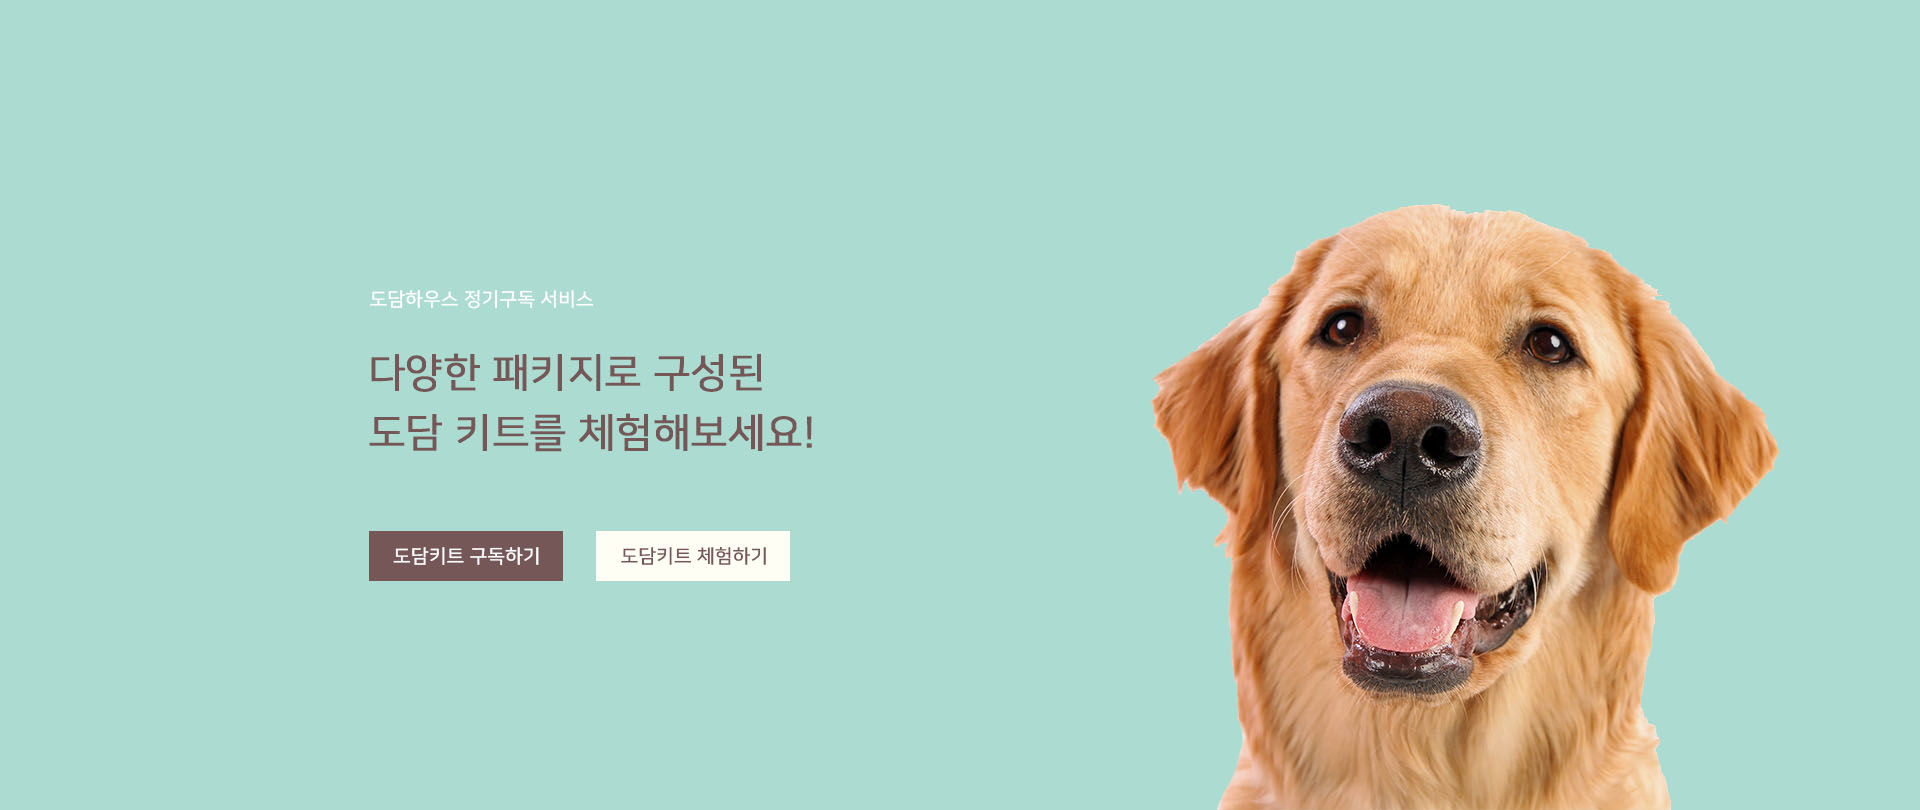 도담하우스 정기구독 서비스
다양한 패키지로 구성된
도담 키트를 체험해보세요!
도담키트 구독하기
도담키트 체험하기